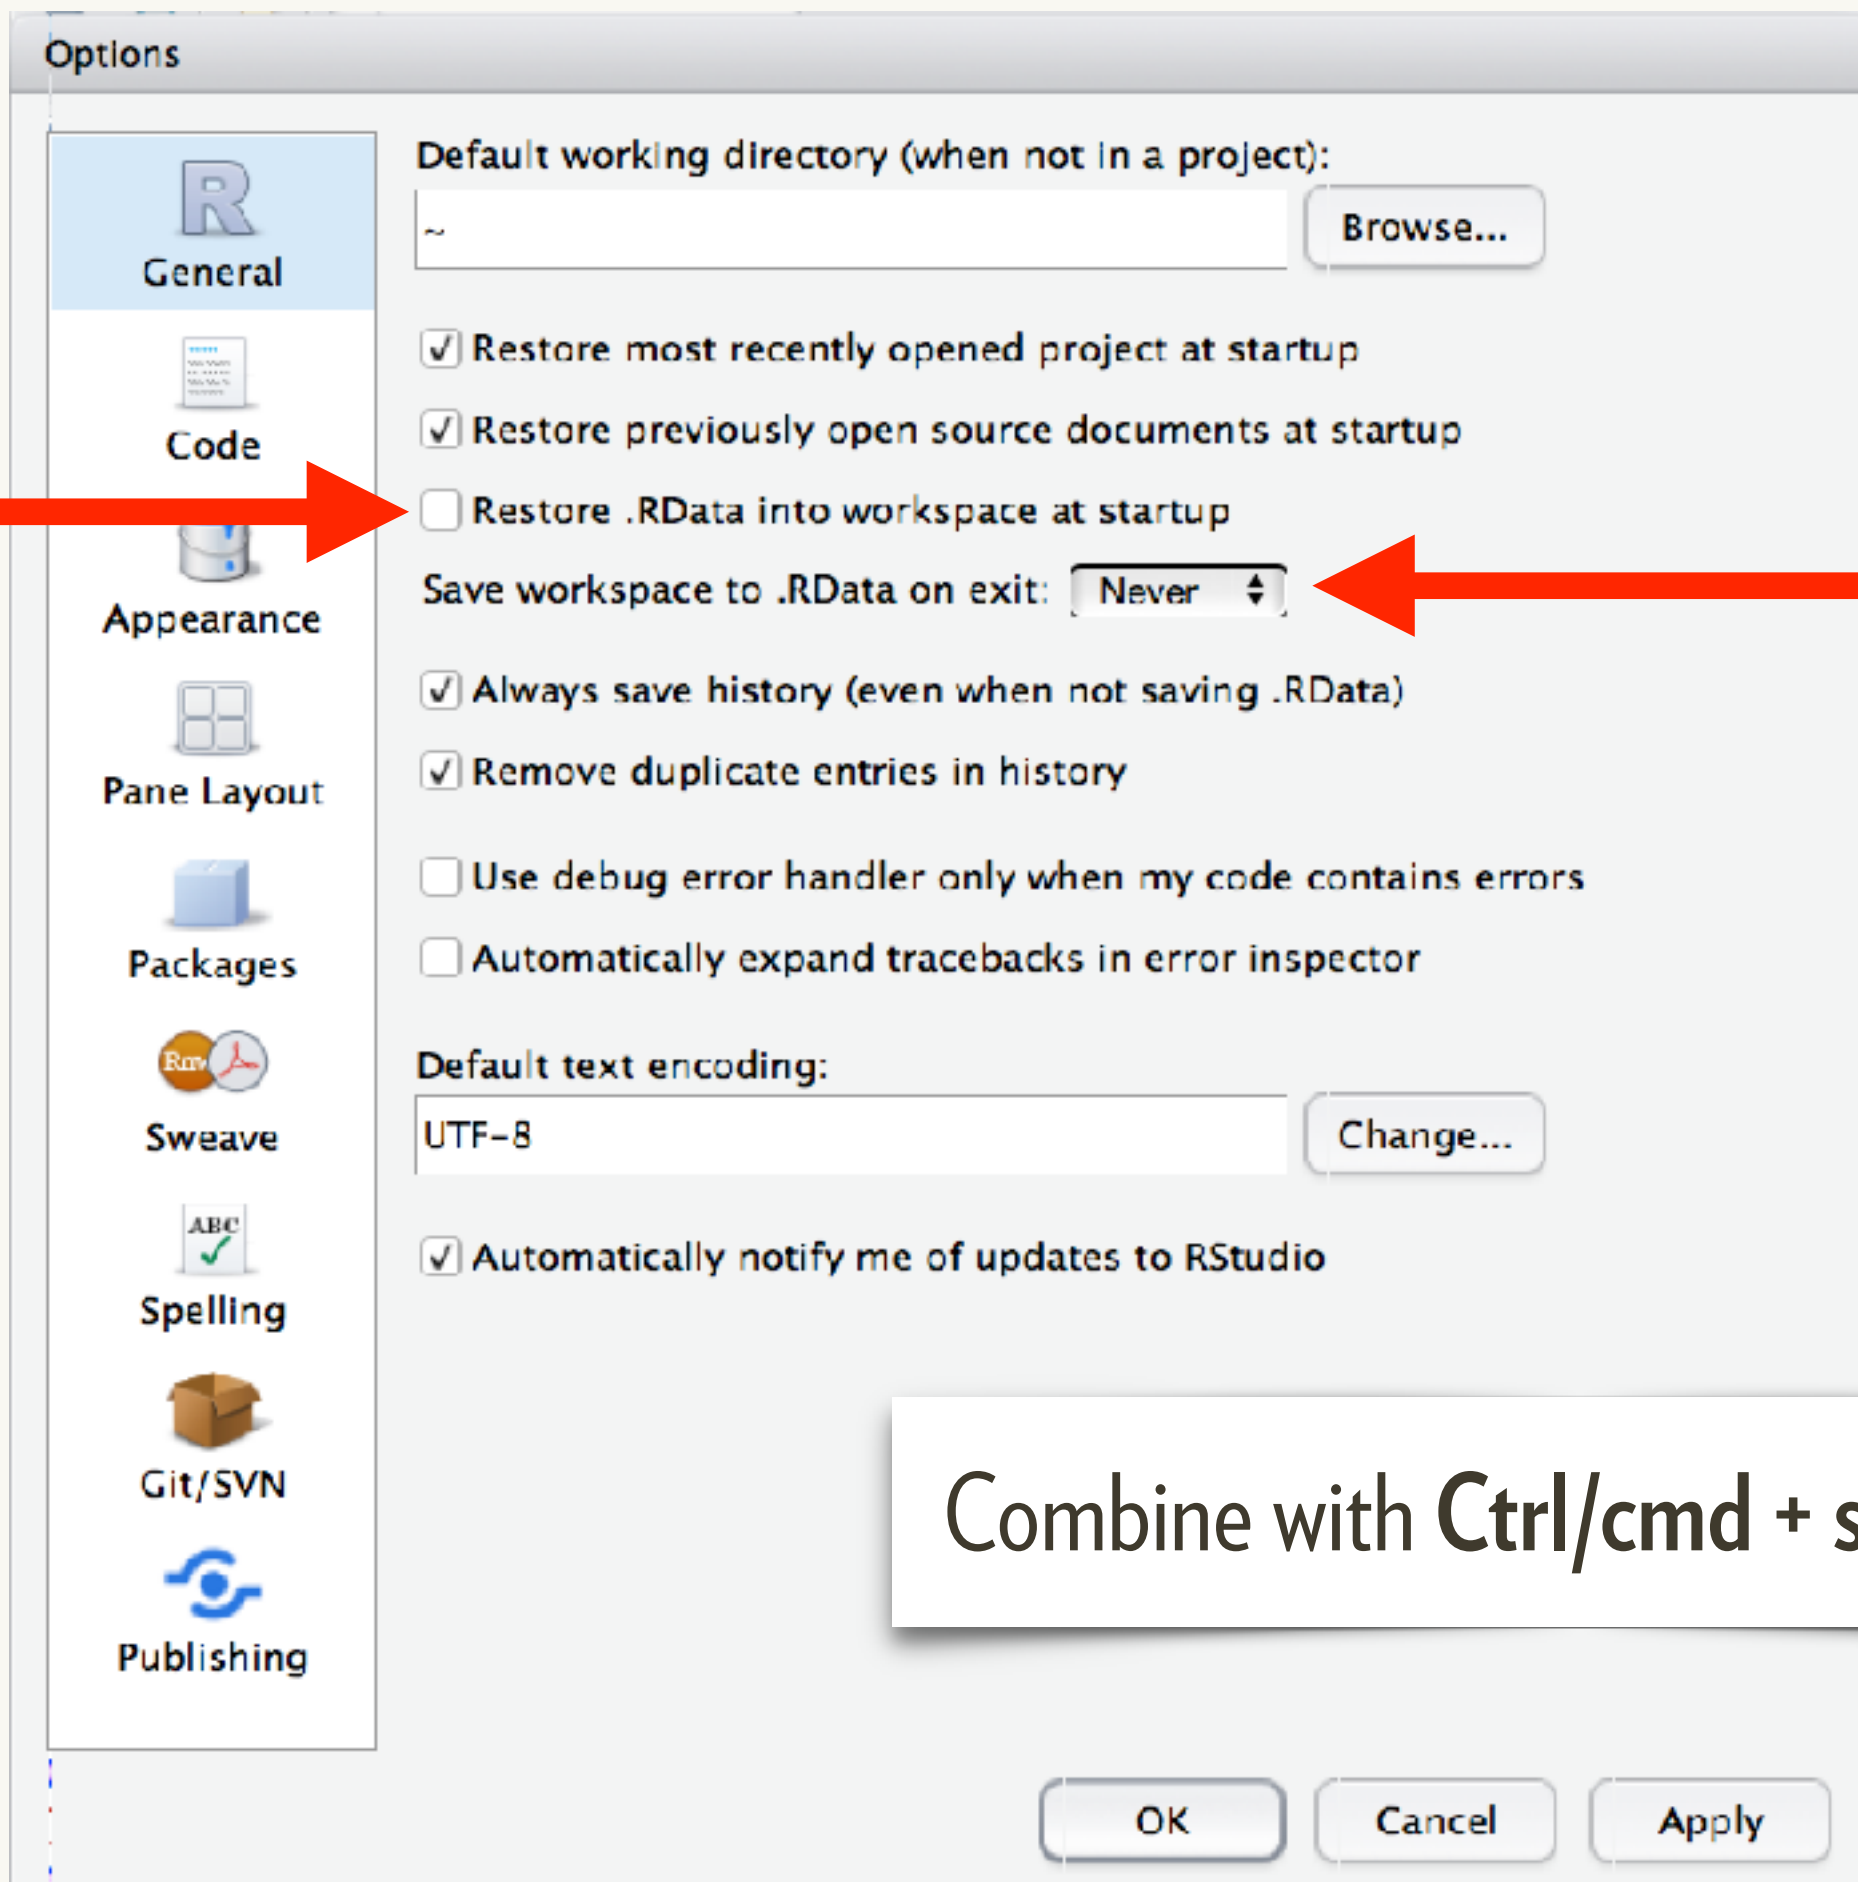 Options
General
Code
Appearance
Pane Layout
Packages
Rnw
Sweave
ABC
Spelling
Git/SVN
Publishing
Default working directory (when not in a project):
~
Browse...
Restore most recently opened project at startup
Restore previously open source documents at startup
Restore .RData into workspace at startup
Save workspace to .RData on exit: Never
Always save history (even when not saving .RData)
Remove duplicate entries in history
Use debug error handler only when my code contains errors
Automatically expand tracebacks in error inspector
Default text encoding:
UTF-8
Change...
Automatically notify me of updates to RStudio
Combine with Ctrl/cmd + s
OK
Cancel
Apply